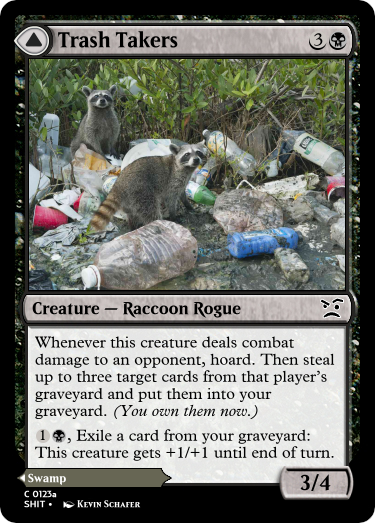 Trash Takers 3
Creature — Raccoon Rogue
Whenever this creature deals combat
damage to an opponent, hoard. Then steal
up to three target cards from that player's
graveyard and put them into your
graveyard. (You own them now.)
1 , Exile a card from your graveyard:
This creature gets +1/+1 until end of turn.
Swamp
3/4
C 0123a
SHIT • Kevin Schafer